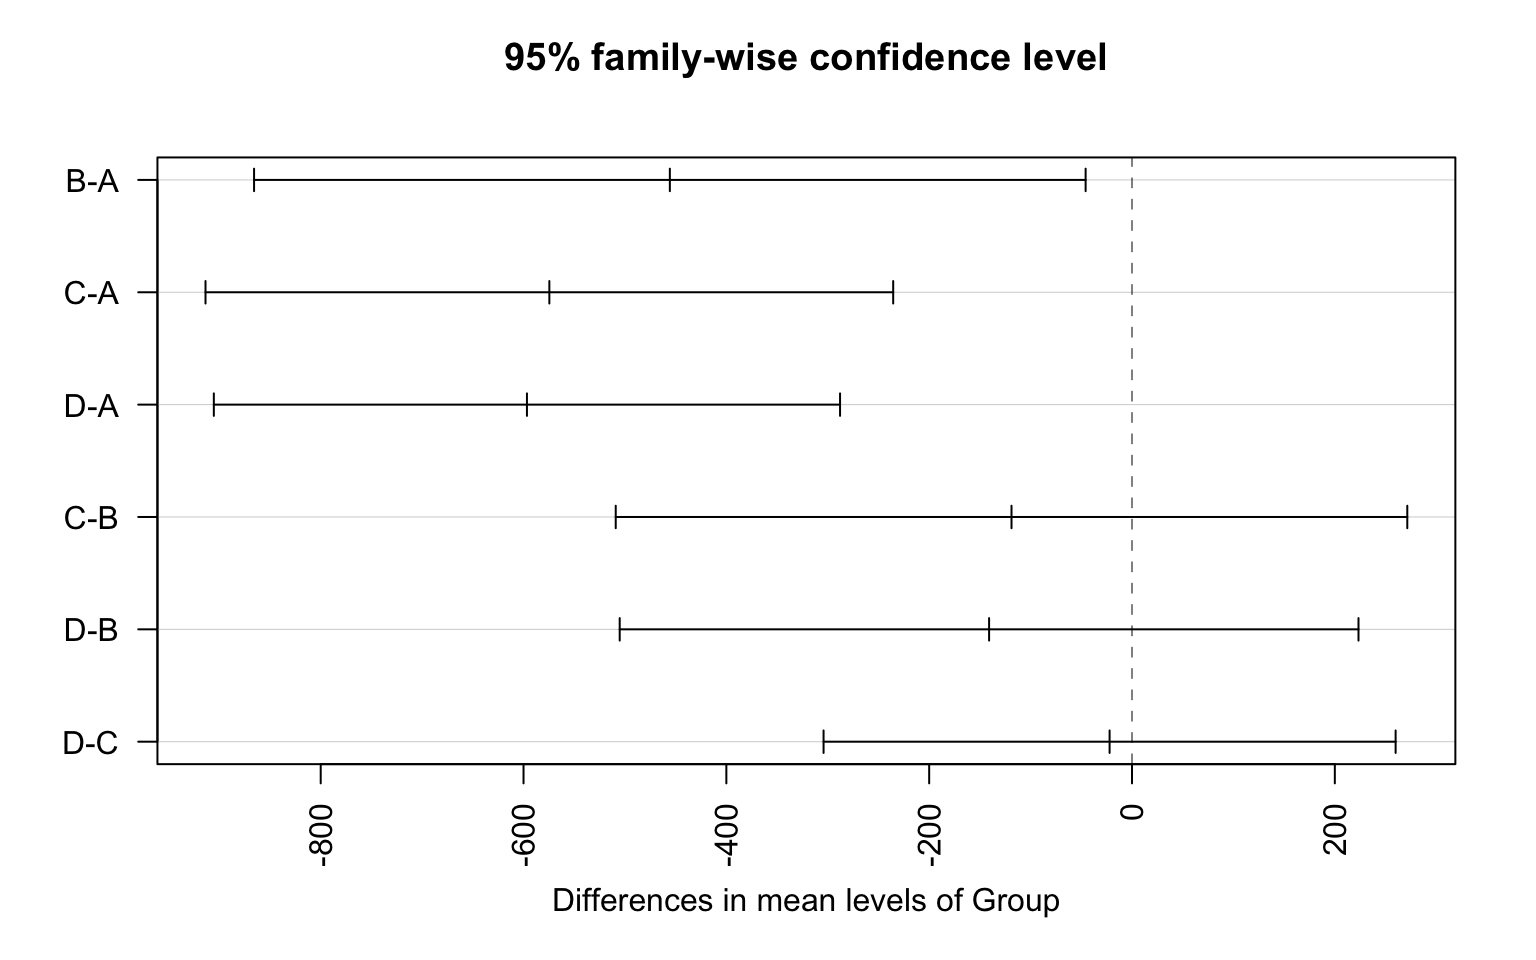 95% family-wise confidence level
B-A
C-A
D-A
C-B
D-B
D-C
-800
-600
-400
-200
0
200
Differences in mean levels of Group